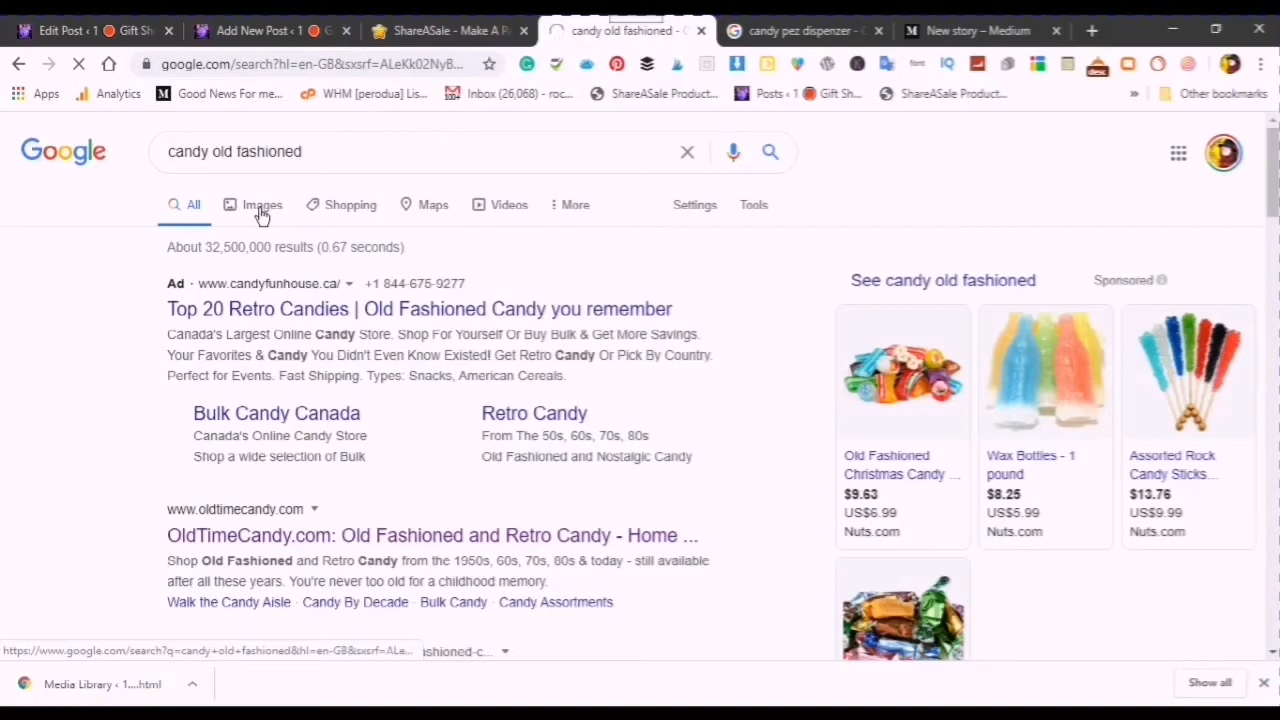 Edit Post ‹ 1 🔴 Gift Sh
Add New Post ‹ 1 🔴 G
ShareASale - Make A P
candy old fashioned - G
candy pez dispenzer - G
New story – Medium
google.com/search?hl=en-GB&sxsrf=ALeKk02NyB...
Apps
Analytics
Good News For me...
WHM [perodua] Lis...
Inbox (26,068) - roc...
ShareASale Product...
Posts ‹ 1 🔴 Gift Sh...
ShareASale Product...
»
Other bookmarks
Google
candy old fashioned
All
Images
Shopping
Maps
Videos
More
Settings
Tools
About 32,500,000 results (0.67 seconds)
Ad · www.candyfunhouse.ca/ +1 844-675-9277
Top 20 Retro Candies | Old Fashioned Candy you remember
Canada's Largest Online Candy Store. Shop For Yourself Or Buy Bulk & Get More Savings.
Your Favorites & Candy You Didn't Even Know Existed! Get Retro Candy Or Pick By Country.
Perfect for Events. Fast Shipping. Types: Snacks, American Cereals.
Bulk Candy Canada
Canada's Online Candy Store
Shop a wide selection of Bulk
Retro Candy
From The 50s, 60s, 70s, 80s
Old Fashioned and Nostalgic Candy
www.oldtimecandy.com
OldTimeCandy.com: Old Fashioned and Retro Candy - Home ...
Shop Old Fashioned and Retro Candy from the 1950s, 60s, 70s, 80s & today - still available
after all these years. You're never too old for a childhood memory.
Walk the Candy Aisle · Candy By Decade · Bulk Candy · Candy Assortments
See candy old fashioned
Sponsored
Old Fashioned
Christmas Candy ...
$9.63
US$6.99
Nuts.com
Wax Bottles - 1
pound
$8.25
US$5.99
Nuts.com
Assorted Rock
Candy Sticks...
$13.76
US$9.99
Nuts.com
https://www.google.com/search?q=candy+old+fashioned&hl=en-GB&sxsrf=ALe...
ishioned-c...
Media Library ‹ 1....html
Show all